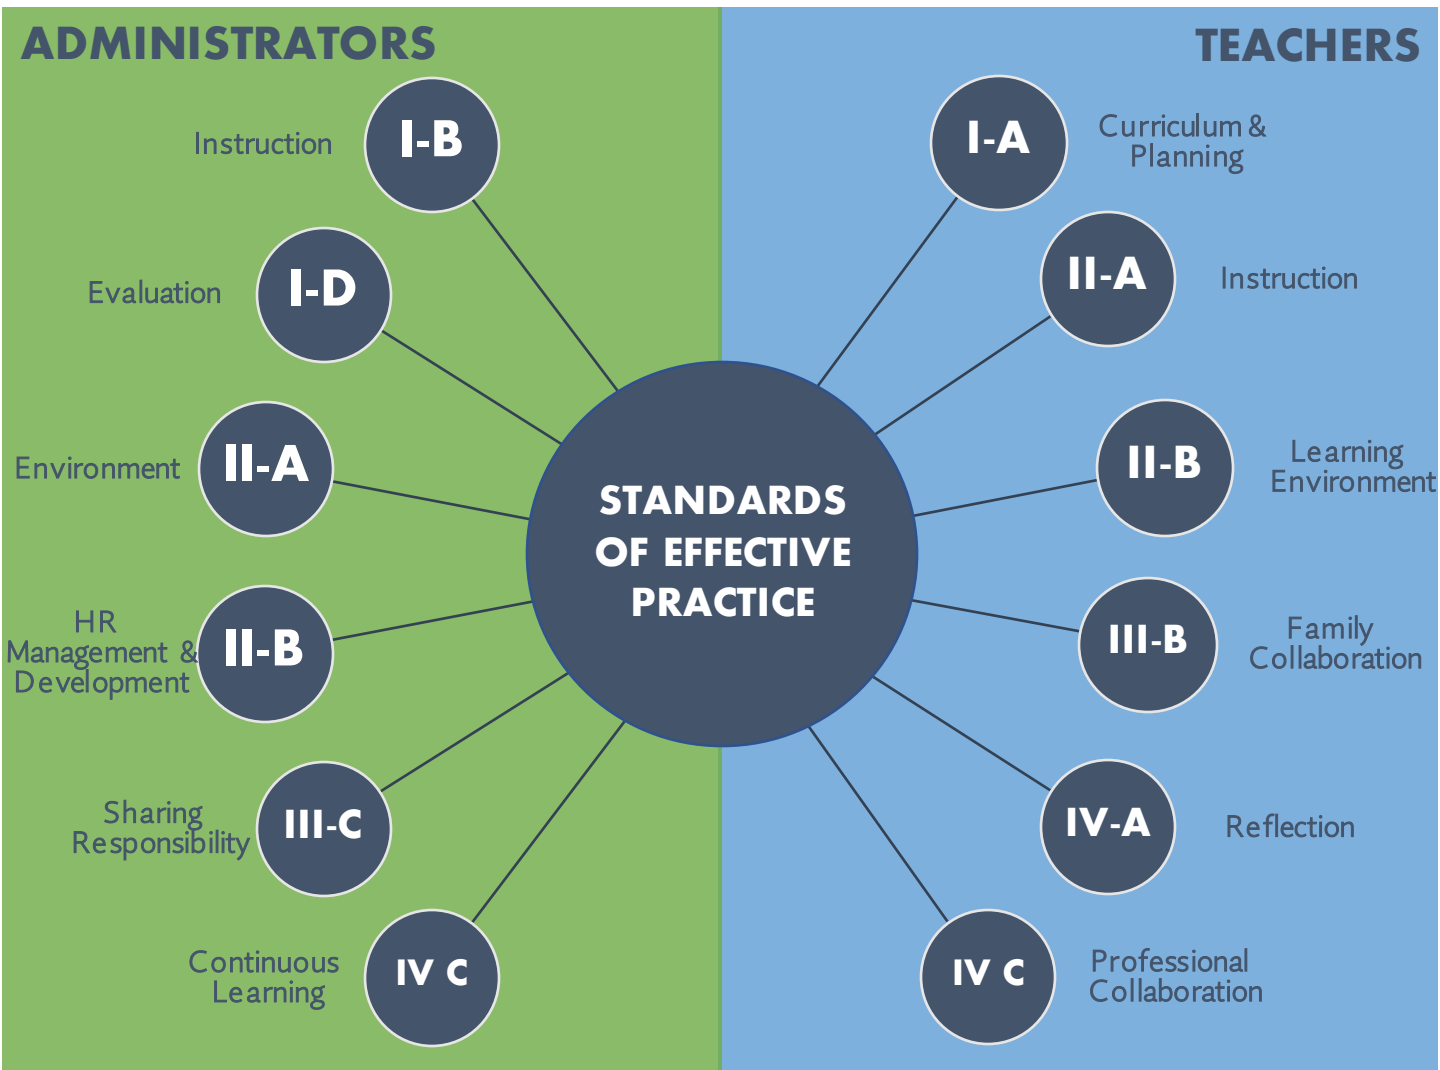 ADMINISTRATORS
TEACHERS
I-B
Instruction
I-D
Evaluation
II-A
Environment
II-B
HR
Management &
Development
III-C
Sharing
Responsibility
IV C
Continuous
Learning
STANDARDS
OF EFFECTIVE
PRACTICE
I-A
Curriculum &
Planning
II-A
Instruction
II-B
Learning
Environment
III-B
Family
Collaboration
IV-A
Reflection
IV C
Professional
Collaboration